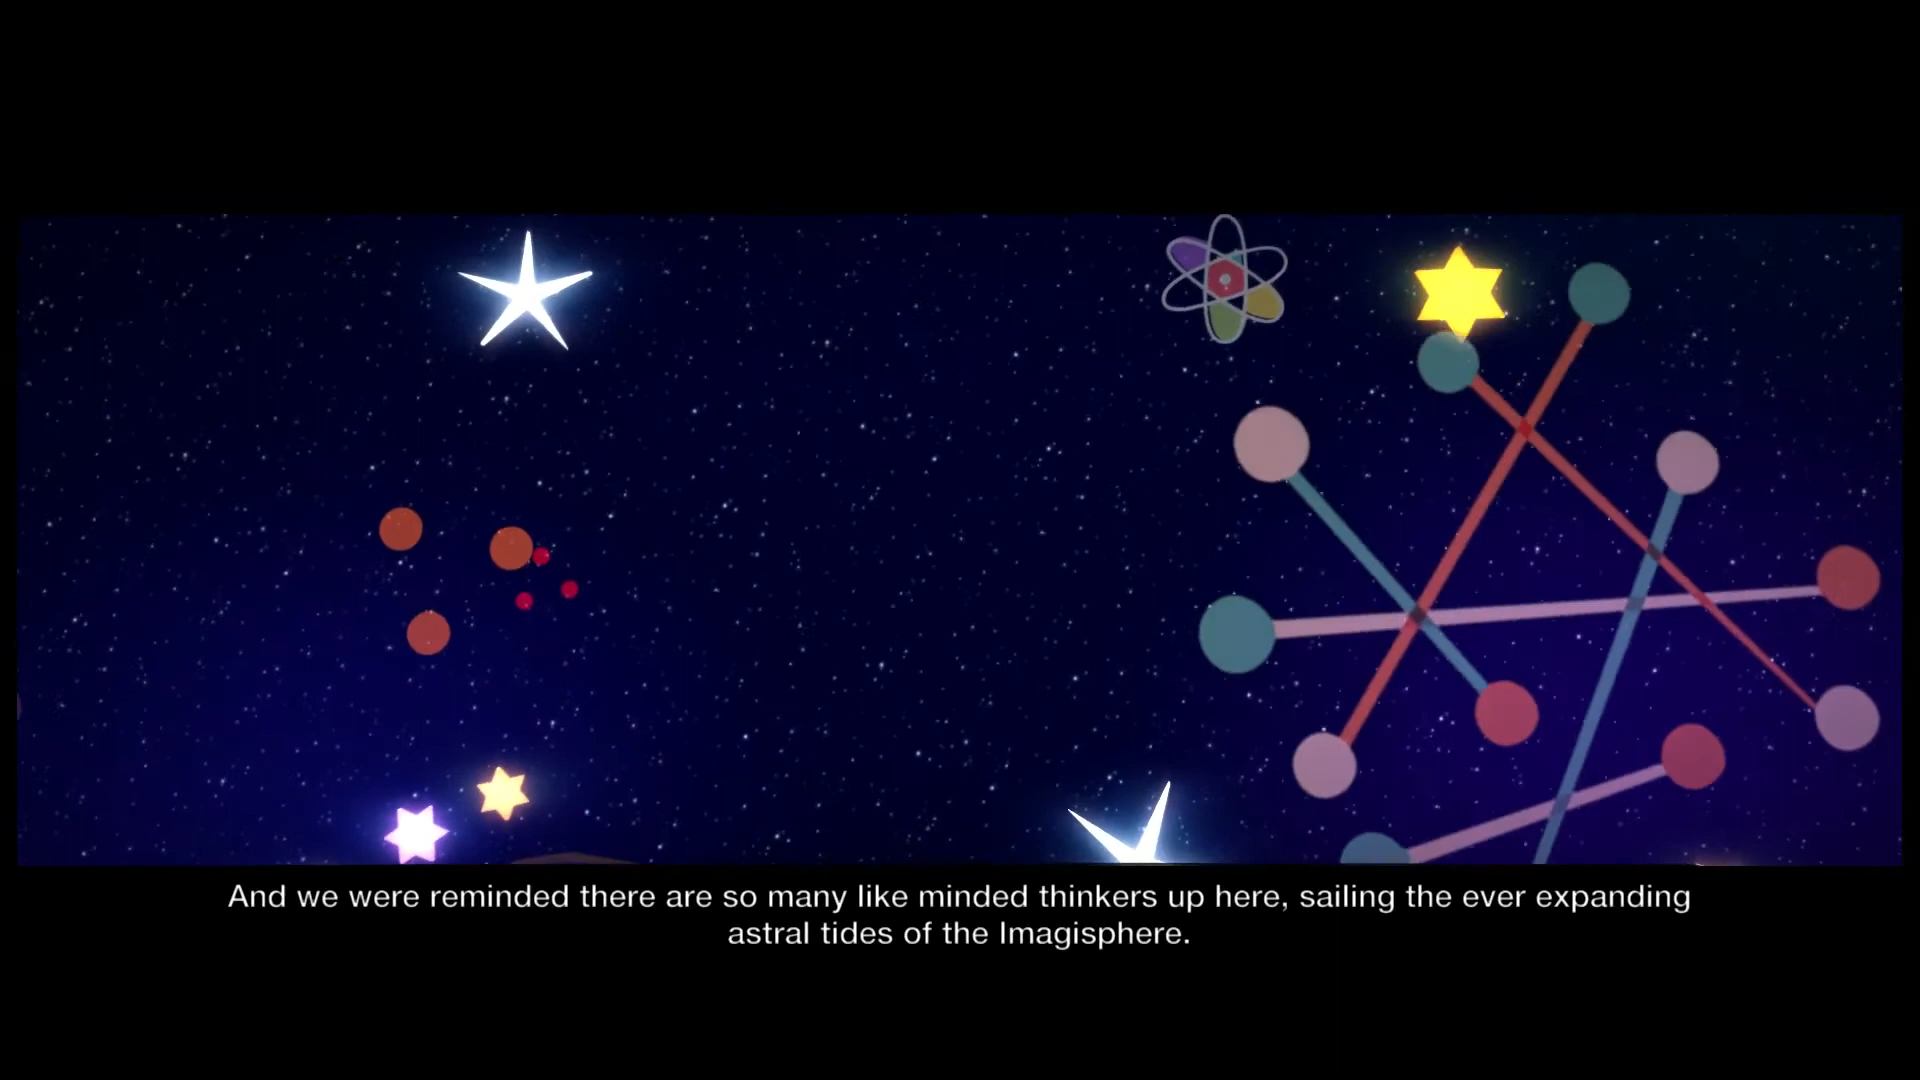 And we were reminded there are so many like minded thinkers up here, sailing the ever expanding
astral tides of the Imagisphere.